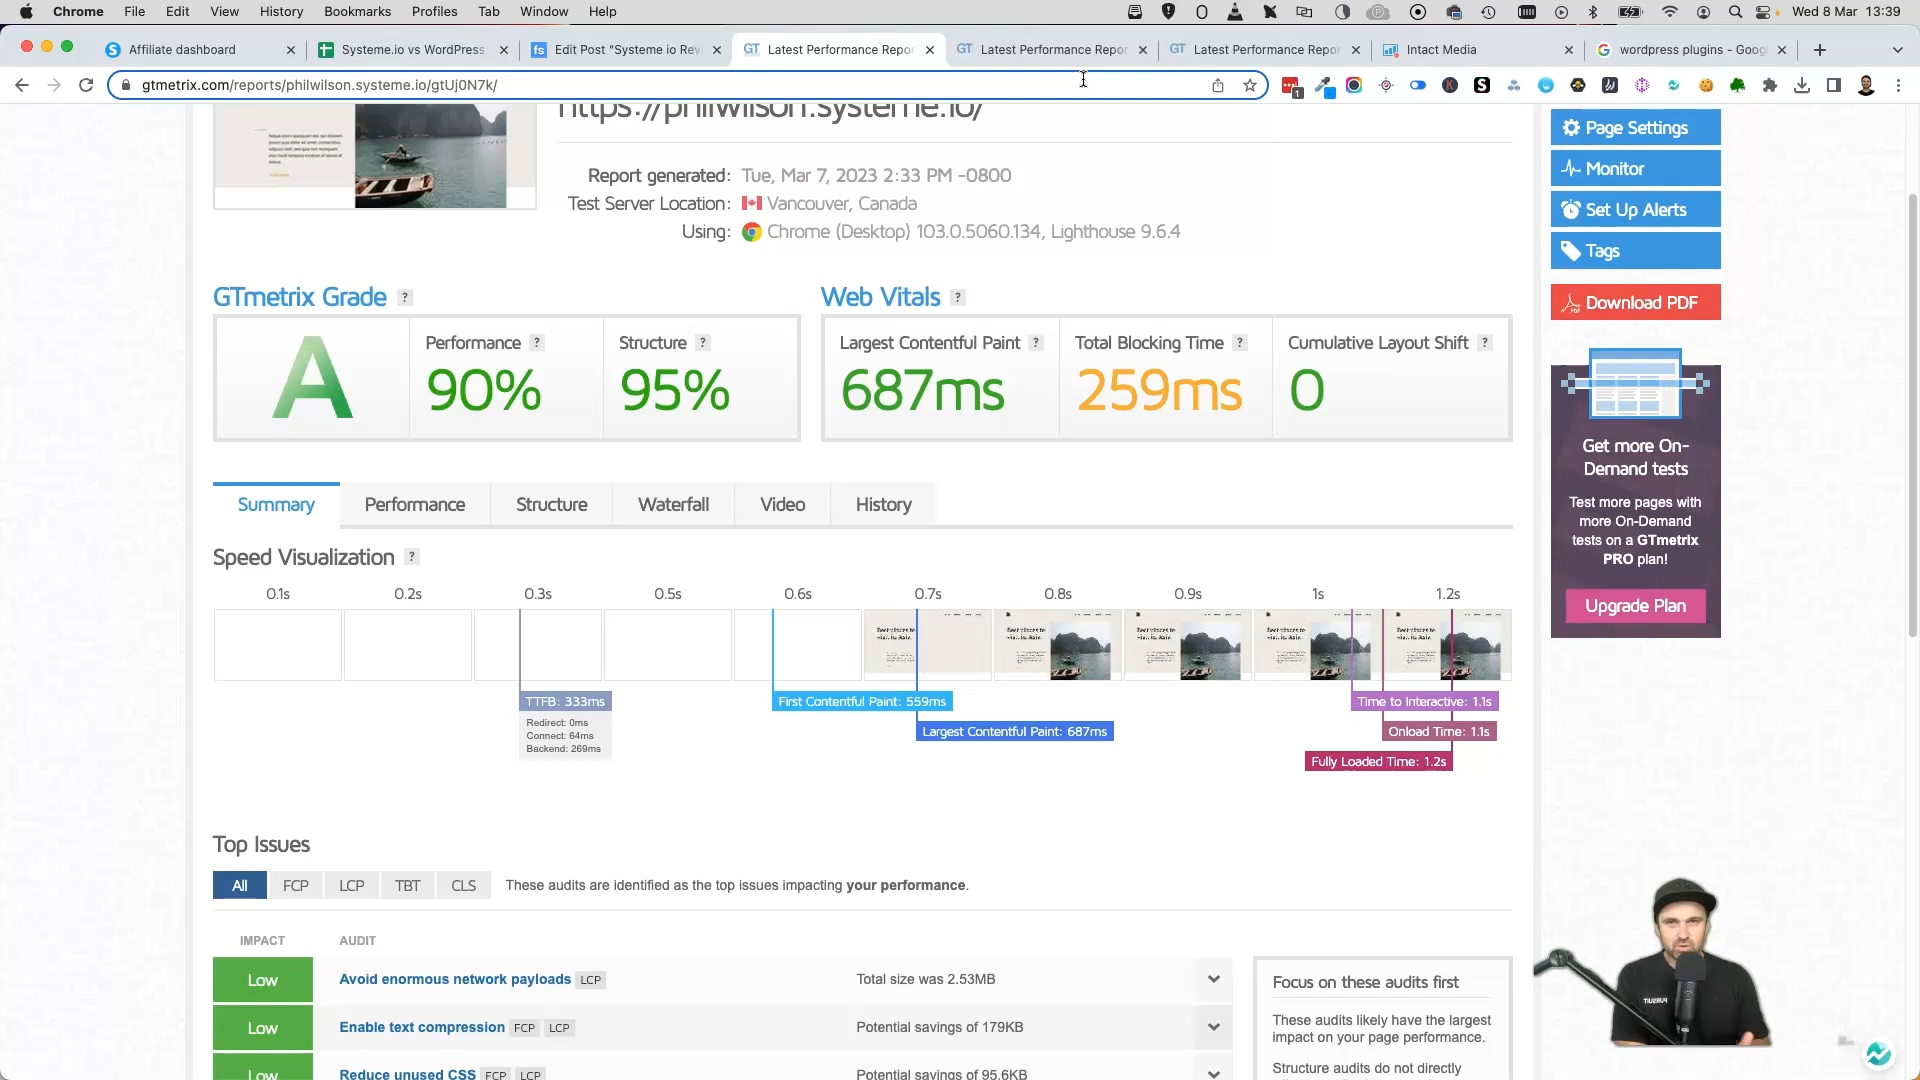 Chrome File Edit View History Bookmarks Profiles Tab Window Help Wed 8 Mar 13:39
Affiliate dashboard
Systeme.io vs WordPress
Edit Post "Systeme io Rev
Latest Performance Repor
Latest Performance Repor
Latest Performance Repor
Intact Media
wordpress plugins - Goog
gtmetrix.com/reports/philwilson.systeme.io/gtUj0N7k/
https://philwilson.systeme.io/
Report generated: Tue, Mar 7, 2023 2:33 PM -0800
Test Server Location: Vancouver, Canada
Using: Chrome (Desktop) 103.0.5060.134, Lighthouse 9.6.4
Page Settings
Monitor
Set Up Alerts
Tags
Download PDF
GTmetrix Grade ?
A
Performance ?
90%
Structure ?
95%
Web Vitals ?
Largest Contentful Paint ?
687ms
Total Blocking Time ?
259ms
Cumulative Layout Shift ?
0
Get more On-
Demand tests
Test more pages with
more On-Demand
tests on a GTmetrix
PRO plan!
Upgrade Plan
Summary Performance Structure Waterfall Video History
Speed Visualization ?
0.1s 0.2s 0.3s 0.5s 0.6s 0.7s 0.8s 0.9s 1s 1.2s
TTFB: 333ms
Redirect: 0ms
Connect: 64ms
Backend: 269ms
First Contentful Paint: 559ms
Largest Contentful Paint: 687ms
Time to Interactive: 1.1s
Onload Time: 1.1s
Fully Loaded Time: 1.2s
Top Issues
All FCP LCP TBT CLS These audits are identified as the top issues impacting your performance.
IMPACT AUDIT
Low Avoid enormous network payloads LCP Total size was 2.53MB
Low Enable text compression FCP LCP Potential savings of 179KB
Low Reduce unused CSS FCP LCP Potential savings of 95.6KB
Focus on these audits first
These audits likely have the largest
impact on your page performance.
Structure audits do not directly